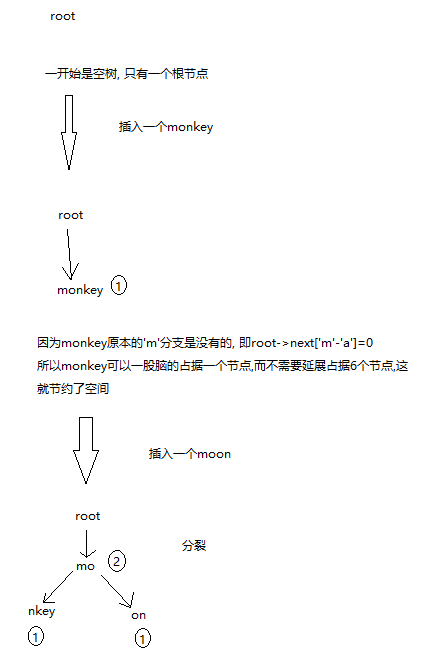 root
一开始是空树, 只有一个根节点
插入一个monkey
root
monkey 1
因为monkey原本的'm'分支是没有的, 即root->next['m'-'a']=0
所以monkey可以一股脑的占据一个节点,而不需要延展占据6个节点,这
就节约了空间
插入一个moon
root
分裂
mo 2
nkey
on
1
1